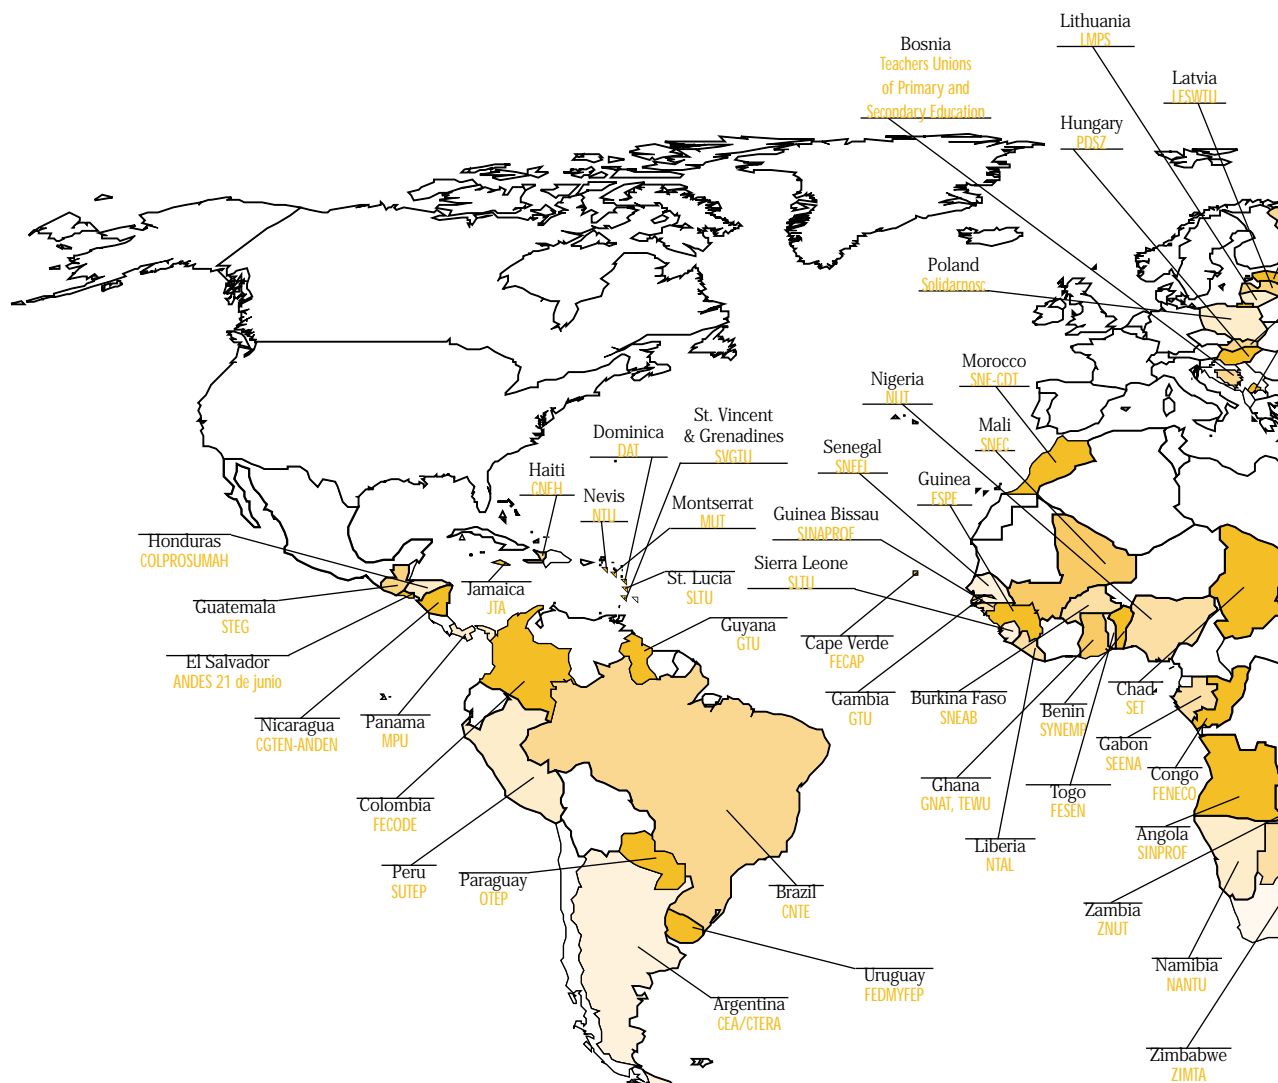 Lithuania
LMPS
Bosnia
Teachers Unions
of Primary and
Secondary Education
Latvia
LESWTU
Hungary
PDSZ
Poland
Solidarnosc
Morocco
SNE-CDT
Nigeria
NUT
Mali
SNEC
St. Vincent
& Grenadines
SVGTU
Dominica
DAT
Senegal
SNEEL
Haiti
CNEH
Guinea
FSPE
Nevis
NTU
Montserrat
MUT
Guinea Bissau
SINAPROF
Honduras
COLPROSUMAH
Sierra Leone
SLTU
St. Lucia
SLTU
Jamaica
JTA
Guatemala
STEG
Guyana
GTU
Cape Verde
FECAP
El Salvador
ANDES 21 de junio
Gambia
GTU
Burkina Faso
SNEAB
Chad
SET
Benin
SYNEMP
Nicaragua
CGTEN-ANDEN
Panama
MPU
Gabon
SEENA
Congo
FENECO
Ghana
GNAT, TEWU
Togo
FESEN
Colombia
FECODE
Angola
SINPROF
Liberia
NTAL
Peru
SUTEP
Paraguay
OTEP
Brazil
CNTE
Zambia
ZNUT
Namibia
NANTU
Uruguay
FEDMYFEP
Argentina
CEA/CTERA
Zimbabwe
ZIMTA